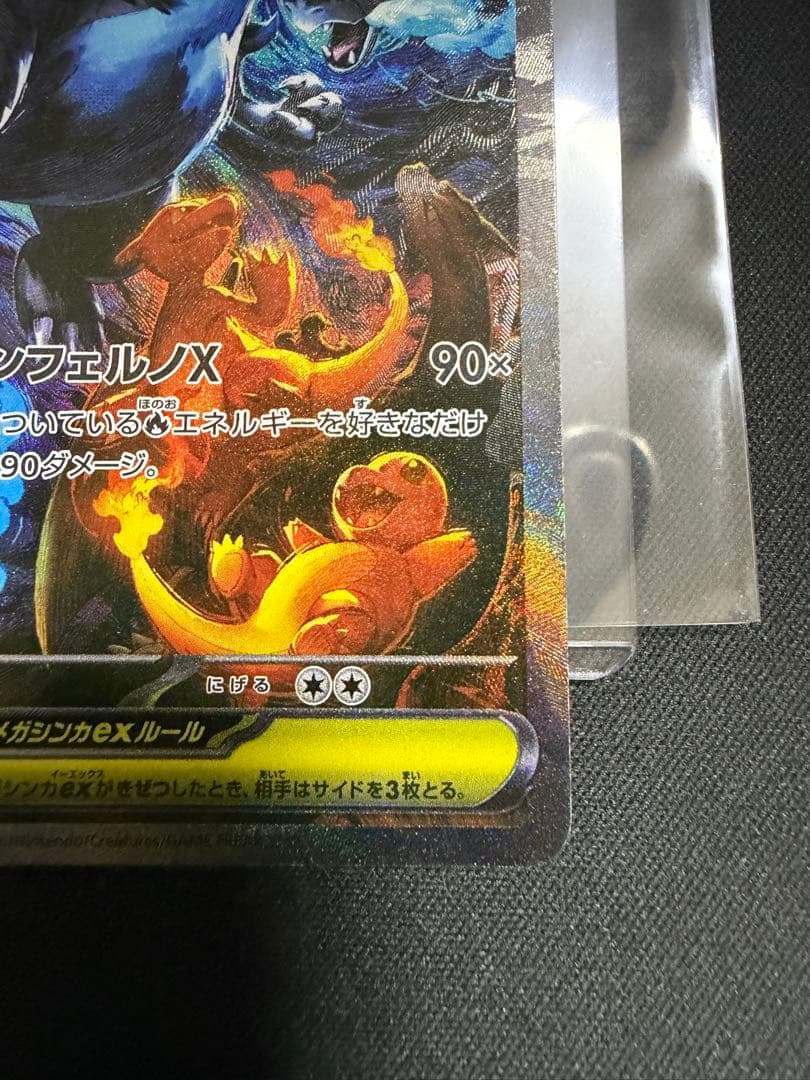 ンフェルノX 90×
ほのお す
ついているエネルギーを好きなだけ
90ダメージ。
にげる
メガシンカexルール
イーエックス あいて まい
シンカexがきぜつしたとき、相手はサイドを3枚とる。
Nintendo/Creatures/GAME FREAK